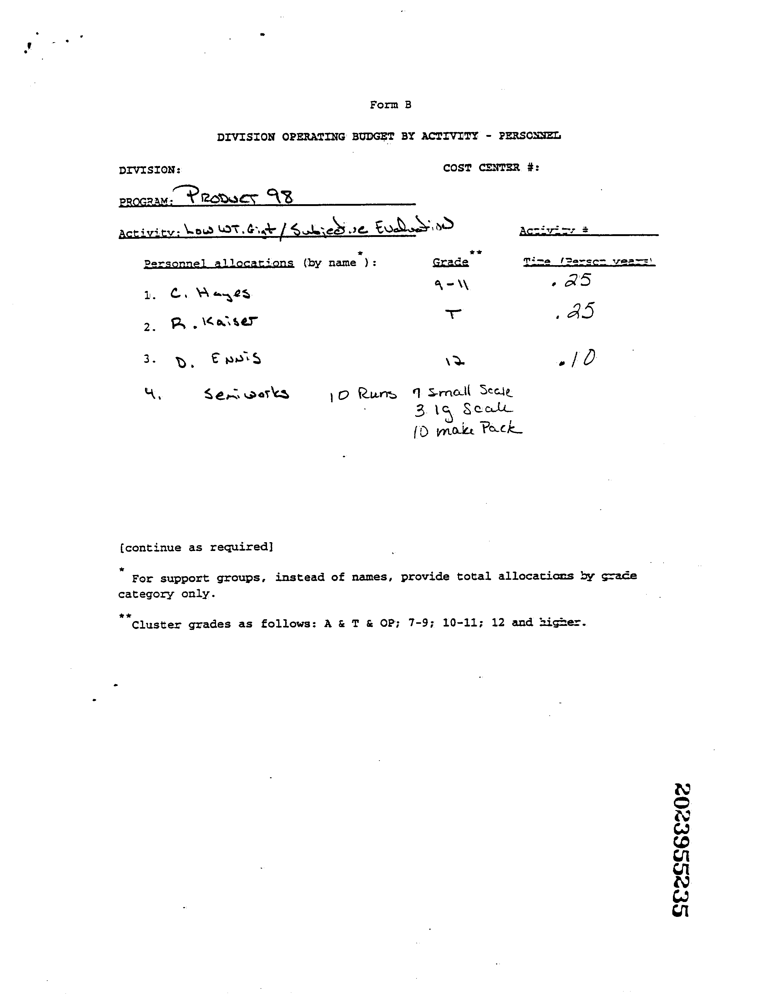 Form B
DIVISION OPERATING BUDGET BY ACTIVITY - PERSONNEL
DIVISION: COST CENTER #:
PROGRAM: PRODUCT 98
Activity: Low WT. / Subjective Evaluation Activity #
Personnel allocations (by name*): Grade** Time (Person years)
1. C. Hayes 9-11 .25
2. R. Kaiser T .25
3. D. ENNIS 12 .10
4. Semiworks 10 Runs 7 Small Scale
3 lg Scale
10 make Pack
[continue as required]
* For support groups, instead of names, provide total allocations by grade
category only.
**Cluster grades as follows: A & T & OP; 7-9; 10-11; 12 and higher.
2023955235